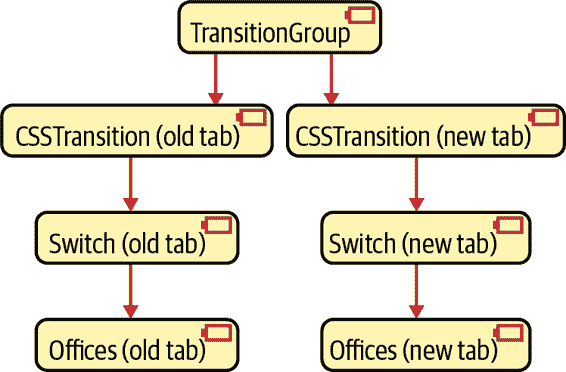 TransitionGroup
CSSTransition (old tab)
CSSTransition (new tab)
Switch (old tab)
Switch (new tab)
Offices (old tab)
Offices (new tab)